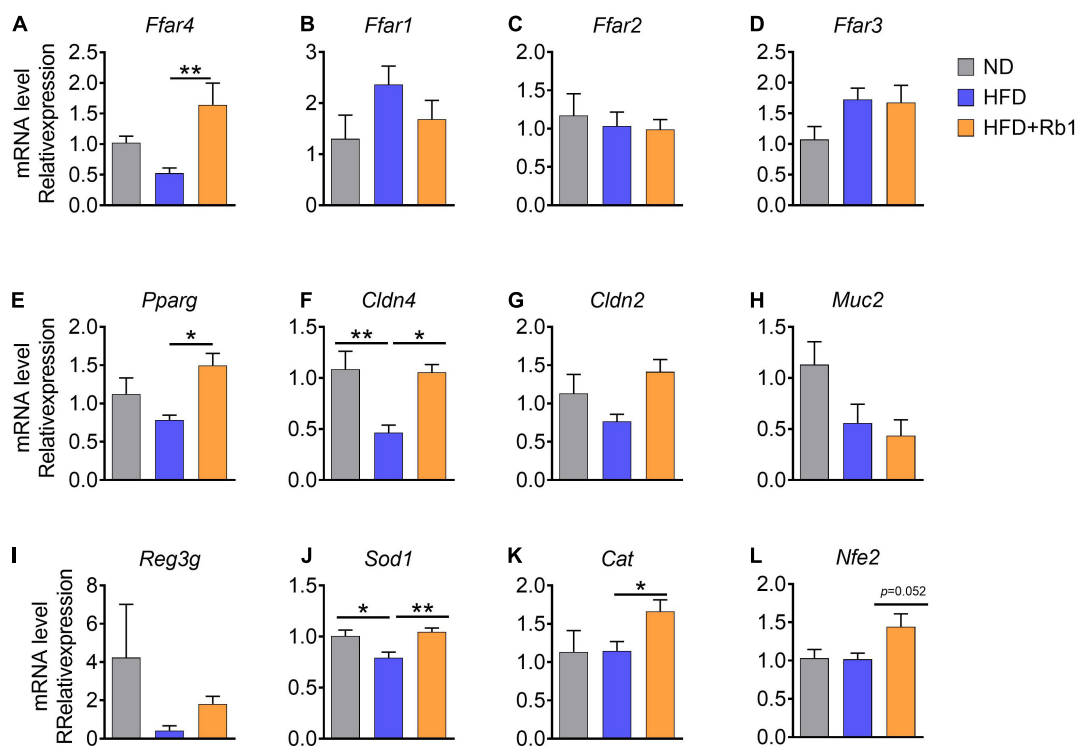 A Ffar4
B Ffar1
C Ffar2
D Ffar3
mRNA level
Relativexpression
2.5
2.0
1.5
1.0
0.5
0.0
**
3
2
1
0
2.0
1.5
1.0
0.5
0.0
2.5
2.0
1.5
1.0
0.5
0.0
ND
HFD
HFD+Rb1
E Pparg
F Cldn4
G Cldn2
H Muc2
mRNA level
Relativexpression
2.0
1.5
1.0
0.5
0.0
*
1.5
1.0
0.5
0.0
** *
2.0
1.5
1.0
0.5
0.0
1.5
1.0
0.5
0.0
I Reg3g
J Sod1
K Cat
L Nfe2
mRNA level
RRelativexpression
8
6
4
2
0
1.5
1.0
0.5
0.0
* **
2.0
1.5
1.0
0.5
0.0
*
2.0
1.5
1.0
0.5
0.0
p=0.052